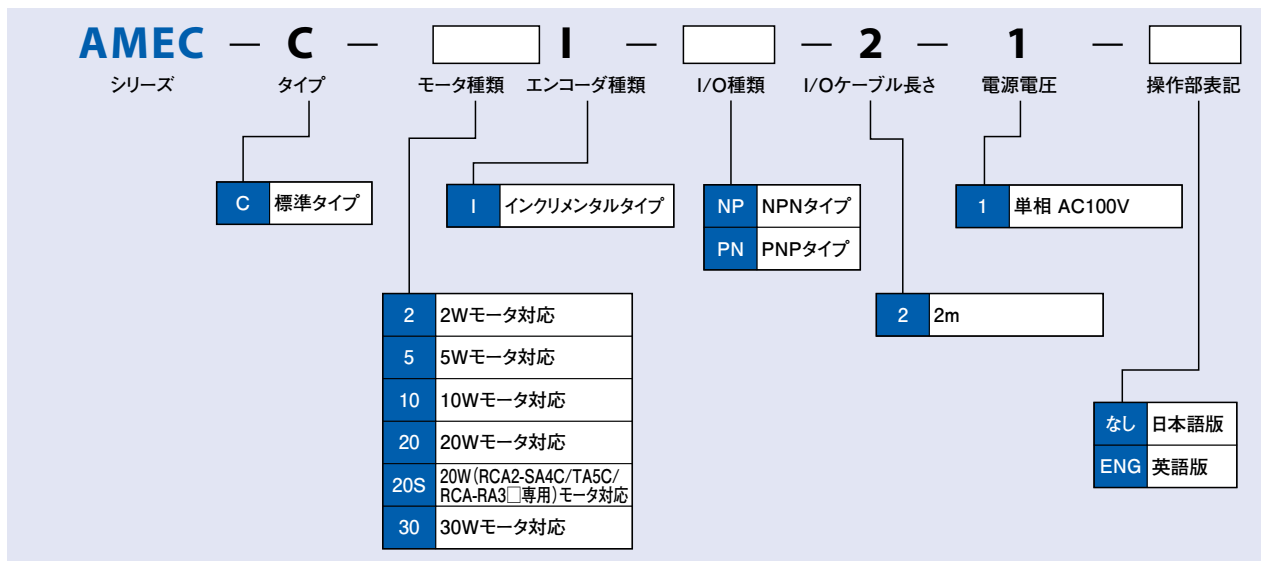 AMEC — C — I — — 2 — 1 —
シリーズ タイプ モータ種類 エンコーダ種類 I/O種類 I/Oケーブル長さ 電源電圧 操作部表記
C 標準タイプ
I インクリメンタルタイプ
NP NPNタイプ
PN PNPタイプ
1 単相 AC100V
2 2Wモータ対応
5 5Wモータ対応
10 10Wモータ対応
20 20Wモータ対応
20S 20W(RCA2-SA4C/TA5C/
RCA-RA3□専用)モータ対応
30 30Wモータ対応
2 2m
なし 日本語版
ENG 英語版